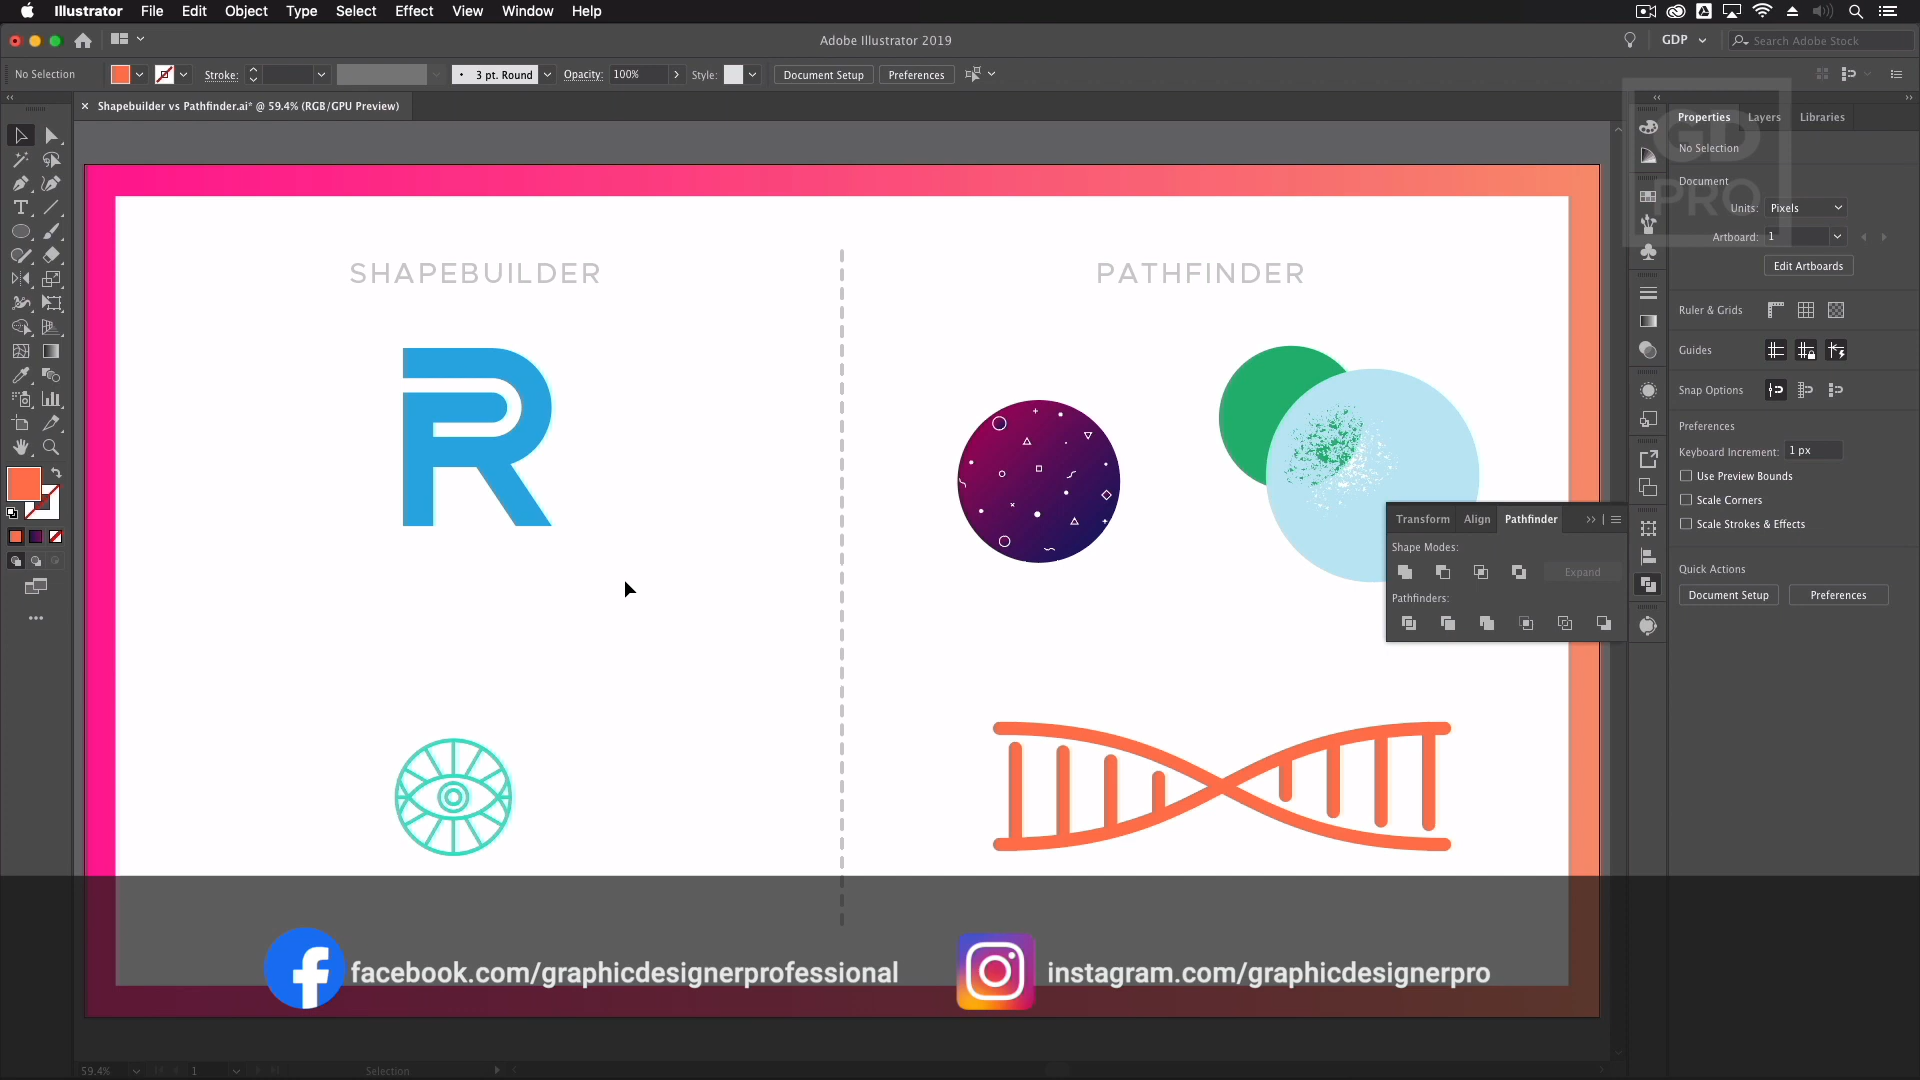 Illustrator File Edit Object Type Select Effect View Window Help
Adobe Illustrator 2019
GDP
Search Adobe Stock
No Selection
Stroke:
3 pt. Round
Opacity: 100%
Style:
Document Setup
Preferences
Shapebuilder vs Pathfinder.ai* @ 59.4% (RGB/GPU Preview)
Properties Layers Libraries
No Selection
GD
PRO
Document
Units: Pixels
Artboard: 1
Edit Artboards
Ruler & Grids
Guides
Snap Options
Preferences
Keyboard Increment: 1 px
Use Preview Bounds
Scale Corners
Scale Strokes & Effects
Quick Actions
Document Setup Preferences
SHAPEBUILDER
PATHFINDER
R
Transform Align Pathfinder
Shape Modes:
Expand
Pathfinders:
facebook.com/graphicdesignerprofessional
instagram.com/graphicdesignerpro
59.4% 1 Selection